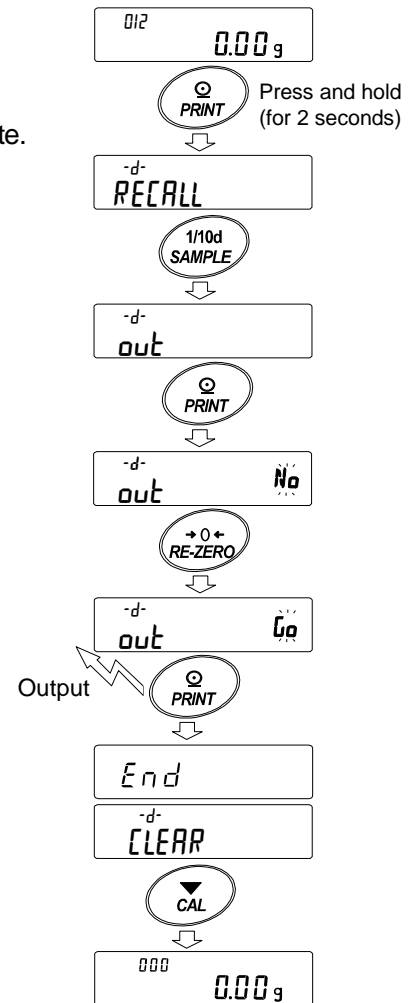 012
0.00 g
PRINT
Press and hold
(for 2 seconds)
te.
-d-
RECALL
1/10d
SAMPLE
-d-
out
PRINT
-d-
out No
→0←
RE-ZERO
-d-
out Go
Output
PRINT
End
-d-
CLEAR
CAL
000
0.00 g